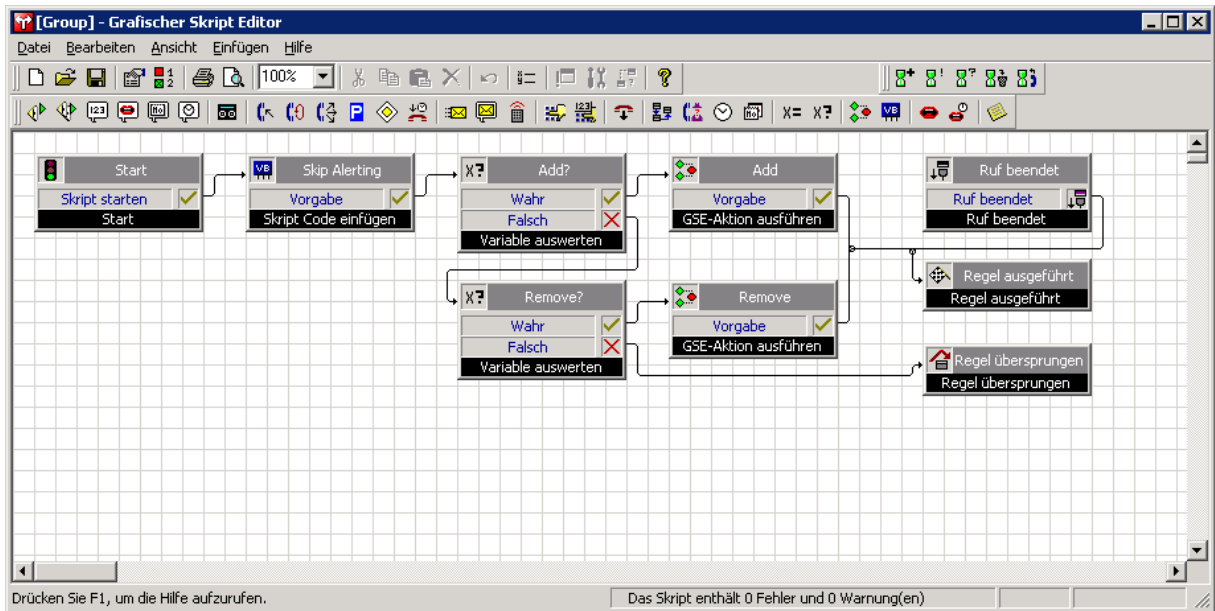 [Group] - Grafischer Skript Editor
Datei Bearbeiten Ansicht Einfügen Hilfe
100%
Start
Skript starten
Start
Skip Alerting
Vorgabe
Skript Code einfügen
Add?
Wahr
Falsch
Variable auswerten
Add
Vorgabe
GSE-Aktion ausführen
Ruf beendet
Ruf beendet
Ruf beendet
Regel ausgeführt
Regel ausgeführt
Remove?
Wahr
Falsch
Variable auswerten
Remove
Vorgabe
GSE-Aktion ausführen
Regel übersprungen
Regel übersprungen
Drücken Sie F1, um die Hilfe aufzurufen.
Das Skript enthält 0 Fehler und 0 Warnung(en)